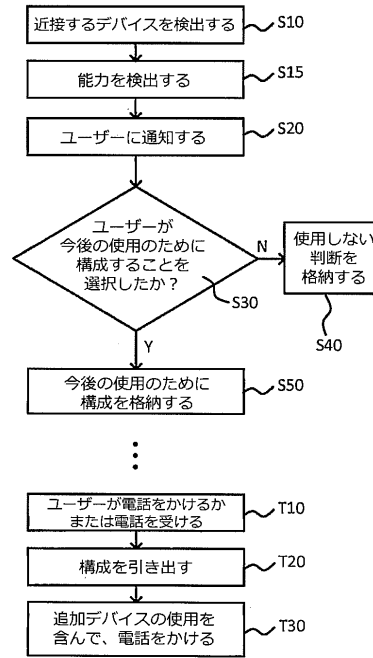 近接するデバイスを検出する
S10
能力を検出する
S15
ユーザーに通知する
S20
ユーザーが
今後の使用のために
構成することを
選択したか？
S30
N
使用しない
判断を
格納する
S40
Y
今後の使用のために
構成を格納する
S50
ユーザーが電話をかけるか
または電話を受ける
T10
構成を引き出す
T20
追加デバイスの使用を
含んで、電話をかける
T30